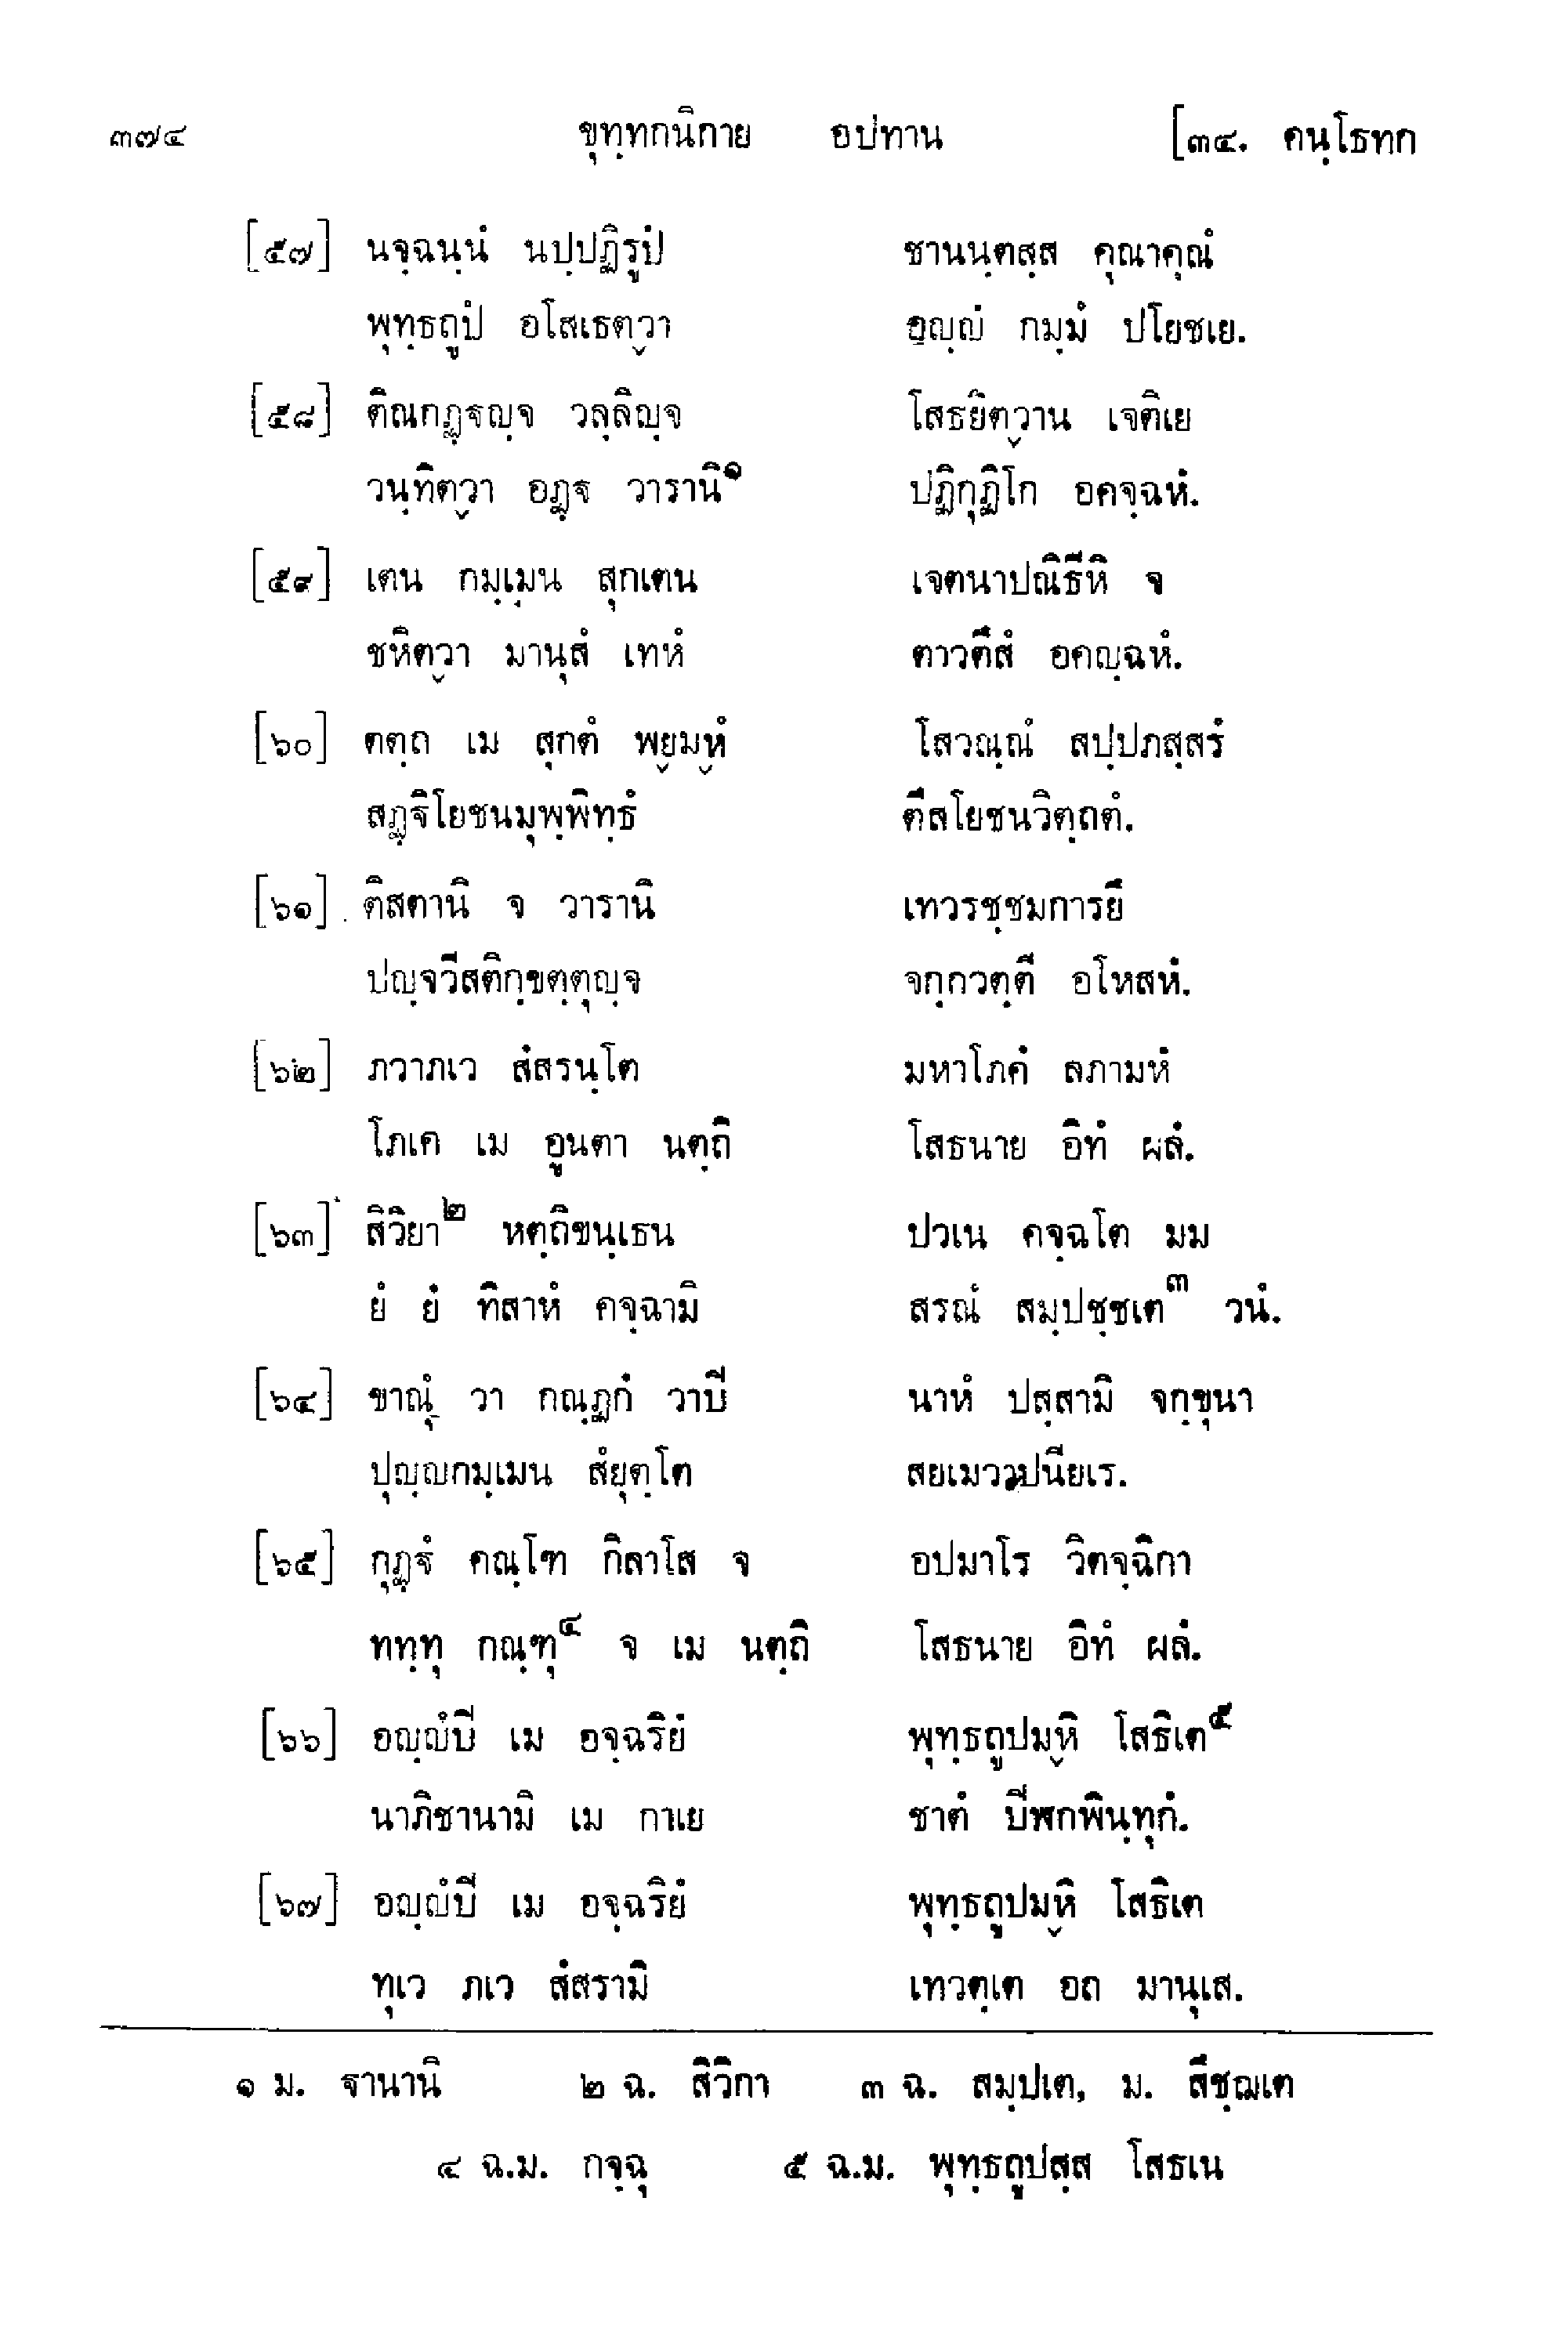 ๓๗๔ ขุทฺทกนิกาย อปทาน [๓๔. คนฺโธทก
[๕๗] นจฺฉนฺนํ นปฺปฏิรูปํ ชานนฺตสฺส คุณาคุณํ
พุทฺธถูปํ อโสเธตฺวา อญฺญํ กมฺมํ ปโยชเย.
[๕๘] ติณกฏฺฐญฺจ วลฺลิญฺจ โสธยิตฺวาน เจติเย
วนฺทิตฺวา อฏฺฐ วารานิ๑ ปฏิกุฏิโก อคจฺฉหํ.
[๕๙] เตน กมฺเมฺน สุกเตน เจตนาปณิธีหิ จ
ชหิตฺวา มานุสํ เทหํ ตาวตึสํ อคญฺฉหํ.
[๖๐] ตตฺถ เม สุกตํ พฺยมฺหํ โสวณฺณํ สปฺปภสฺสรํ
สฏฺฐิโยชนมุพฺพิทฺธํ ตึสโยชนวิตฺถตํ.
[๖๑] ติสตานิ จ วารานิ เทวรชฺชมการยึ
ปญฺจวีสติกฺขตฺตุญฺจ จกฺกวตฺตี อโหสหํ.
[๖๒] ภวาภเว สํสรนฺโต มหาโภคํ ลภามหํ
โภเค เม อูนตา นตฺถิ โสธนาย อิทํ ผลํ.
[๖๓] สิวิยา๒ หตฺถิขนฺเธน ปวเน คจฺฉโต มม
ยํ ยํ ทิสาหํ คจฺฉามิ สรณํ สมฺปชฺชเต๓ วนํ.
[๖๔] ขาณุํ วา กณฺฏกํ วาปี นาหํ ปสฺสามิ จกฺขุนา
ปุญฺญกมฺเมน สํยุตฺโต สยเมวาปนียเร.
[๖๕] กุฏฺฐํ คณฺโฑ กิลาโส จ อปมาโร วิตจฺฉิกา
ททฺทุ กณฺฑุ๔ จ เม นตฺถิ โสธนาย อิทํ ผลํ.
[๖๖] อญฺญํปี เม อจฺฉริยํ พุทฺธถูปมฺหิ โสธิเต๕
นาภิชานามิ เม กาเย ชาตํ ปีฬกพินฺทุกํ.
[๖๗] อญฺญํปี เม อจฺฉริยํ พุทฺธถูปมฺหิ โสธิเต
ทุเว ภเว สํสรามิ เทวตฺเต อถ มานุเส.
๑ ม. ฐานานิ ๒ ฉ. สิวิกา ๓ ฉ. สมฺปเต, ม. สิชฺฌเต
๔ ฉ.ม. กจฺฉุ ๕ ฉ.ม. พุทฺธถูปสฺส โสธเน